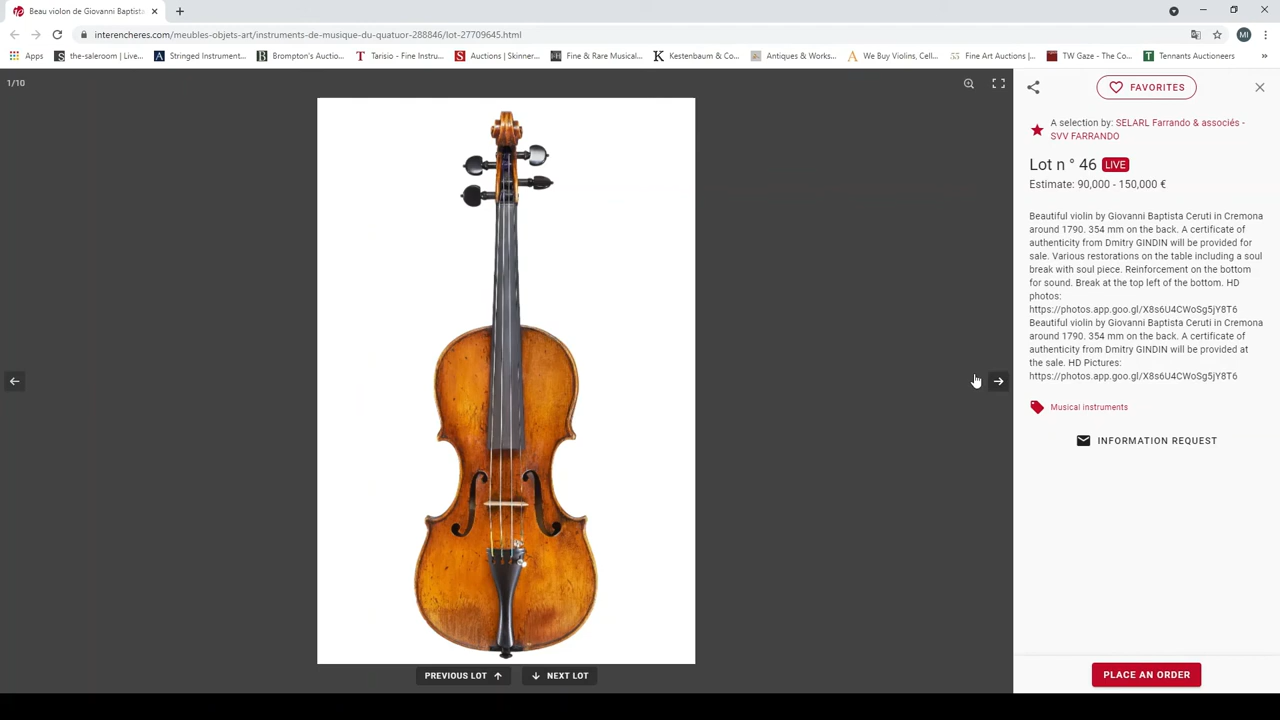 Beau violon de Giovanni Baptista
interencheres.com/meubles-objets-art/instruments-de-musique-du-quatuor-288846/lot-27709645.html
MI
Apps
the-saleroom | Live...
Stringed Instrument...
Brompton's Auctio...
Tarisio - Fine Instru...
Auctions | Skinner...
Fine & Rare Musical...
Kestenbaum & Co...
Antiques & Works...
We Buy Violins, Cell...
Fine Art Auctions |...
TW Gaze - The Co...
Tennants Auctioneers
1/10
FAVORITES
A selection by: SELARL Farrando & associés -
SVV FARRANDO
Lot n ° 46 LIVE
Estimate: 90,000 - 150,000 €
Beautiful violin by Giovanni Baptista Ceruti in Cremona
around 1790. 354 mm on the back. A certificate of
authenticity from Dmitry GINDIN will be provided for
sale. Various restorations on the table including a soul
break with soul piece. Reinforcement on the bottom
for sound. Break at the top left of the bottom. HD
photos:
https://photos.app.goo.gl/X8s6U4CWoSg5jY8T6
Beautiful violin by Giovanni Baptista Ceruti in Cremona
around 1790. 354 mm on the back. A certificate of
authenticity from Dmitry GINDIN will be provided at
the sale. HD Pictures:
https://photos.app.goo.gl/X8s6U4CWoSg5jY8T6
Musical instruments
INFORMATION REQUEST
PREVIOUS LOT
NEXT LOT
PLACE AN ORDER